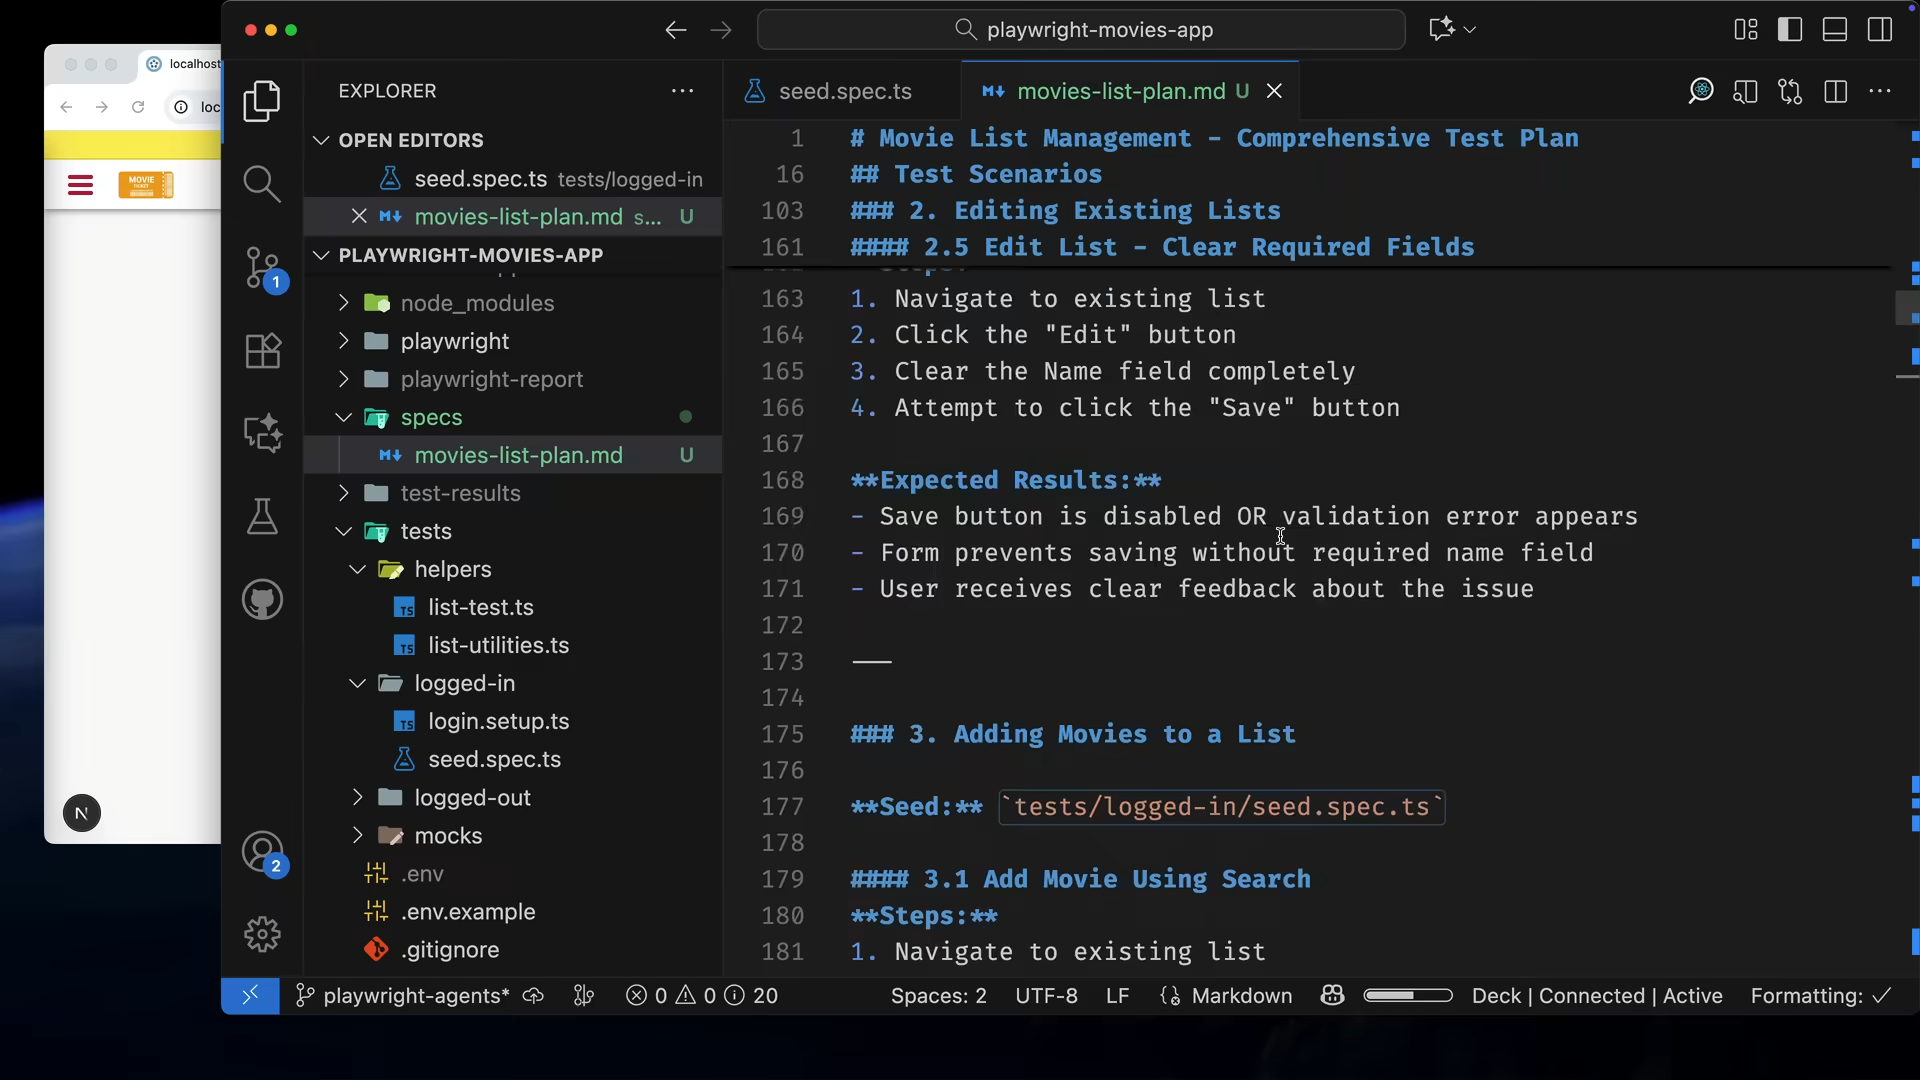 localhost
loc
MOVIE
TICKET
N
playwright-movies-app
EXPLORER
OPEN EDITORS
seed.spec.ts tests/logged-in
movies-list-plan.md s... U
PLAYWRIGHT-MOVIES-APP
node_modules
playwright
playwright-report
specs
movies-list-plan.md U
test-results
tests
helpers
TS list-test.ts
TS list-utilities.ts
logged-in
TS login.setup.ts
seed.spec.ts
logged-out
mocks
.env
.env.example
.gitignore
1
2
seed.spec.ts
movies-list-plan.md U
1 # Movie List Management - Comprehensive Test Plan
16 ## Test Scenarios
103 ### 2. Editing Existing Lists
161 #### 2.5 Edit List - Clear Required Fields
163 1. Navigate to existing list
164 2. Click the "Edit" button
165 3. Clear the Name field completely
166 4. Attempt to click the "Save" button
167
168 **Expected Results:**
169 - Save button is disabled OR validation error appears
170 - Form prevents saving without required name field
171 - User receives clear feedback about the issue
172
173 ---
174
175 ### 3. Adding Movies to a List
176
177 **Seed:** `tests/logged-in/seed.spec.ts`
178
179 #### 3.1 Add Movie Using Search
180 **Steps:**
181 1. Navigate to existing list
playwright-agents* 0 0 20 Spaces: 2 UTF-8 LF Markdown Deck | Connected | Active Formatting: ✓